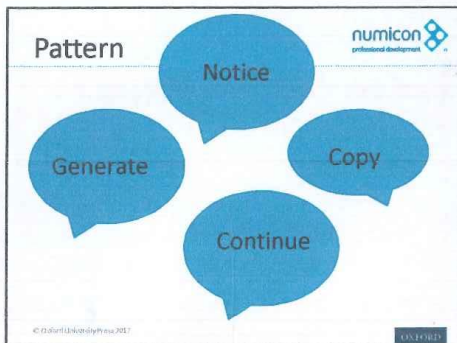 Pattern
numicon
professional development
Notice
Generate
Copy
Continue
© Oxford University Press 2017
OXFORD